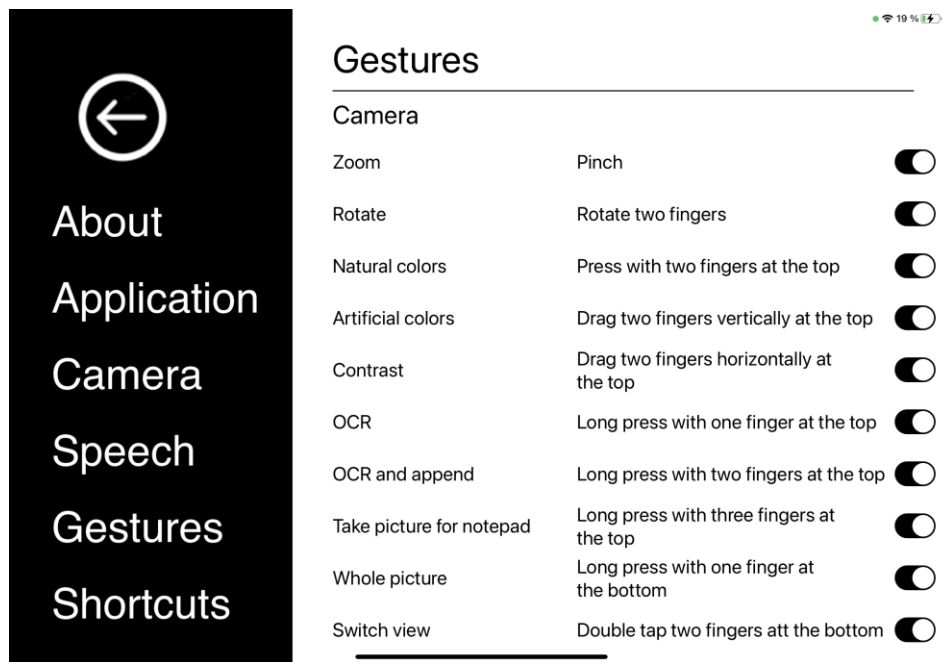 19 %
About
Application
Camera
Speech
Gestures
Shortcuts
Gestures
Camera
Zoom Pinch
Rotate Rotate two fingers
Natural colors Press with two fingers at the top
Artificial colors Drag two fingers vertically at the top
Contrast Drag two fingers horizontally at
the top
OCR Long press with one finger at the top
OCR and append Long press with two fingers at the top
Take picture for notepad Long press with three fingers at
the top
Whole picture Long press with one finger at
the bottom
Switch view Double tap two fingers att the bottom